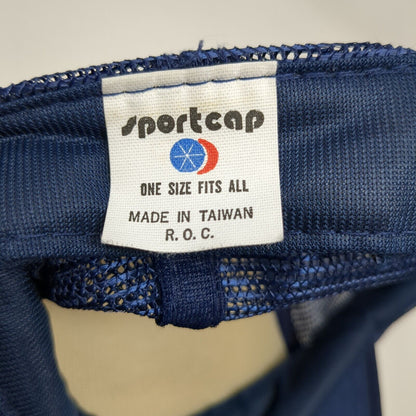 sportcap
ONE SIZE FITS ALL
MADE IN TAIWAN
R. O. C.